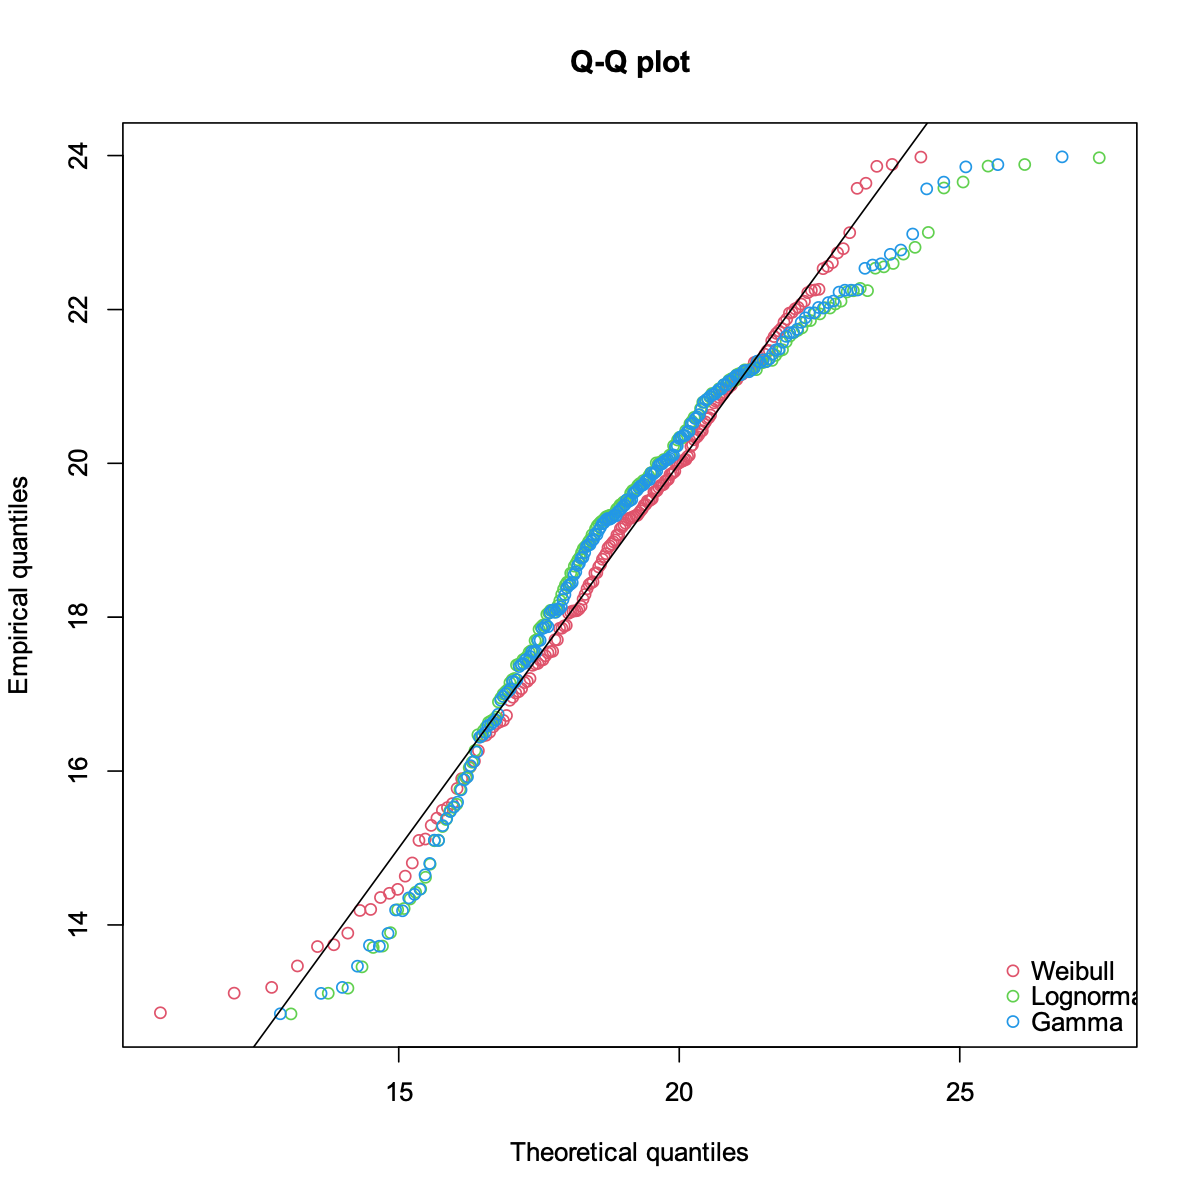 Q-Q plot
24
22
20
18
16
14
Empirical quantiles
15 20 25
Theoretical quantiles
Weibull
Lognorma
Gamma